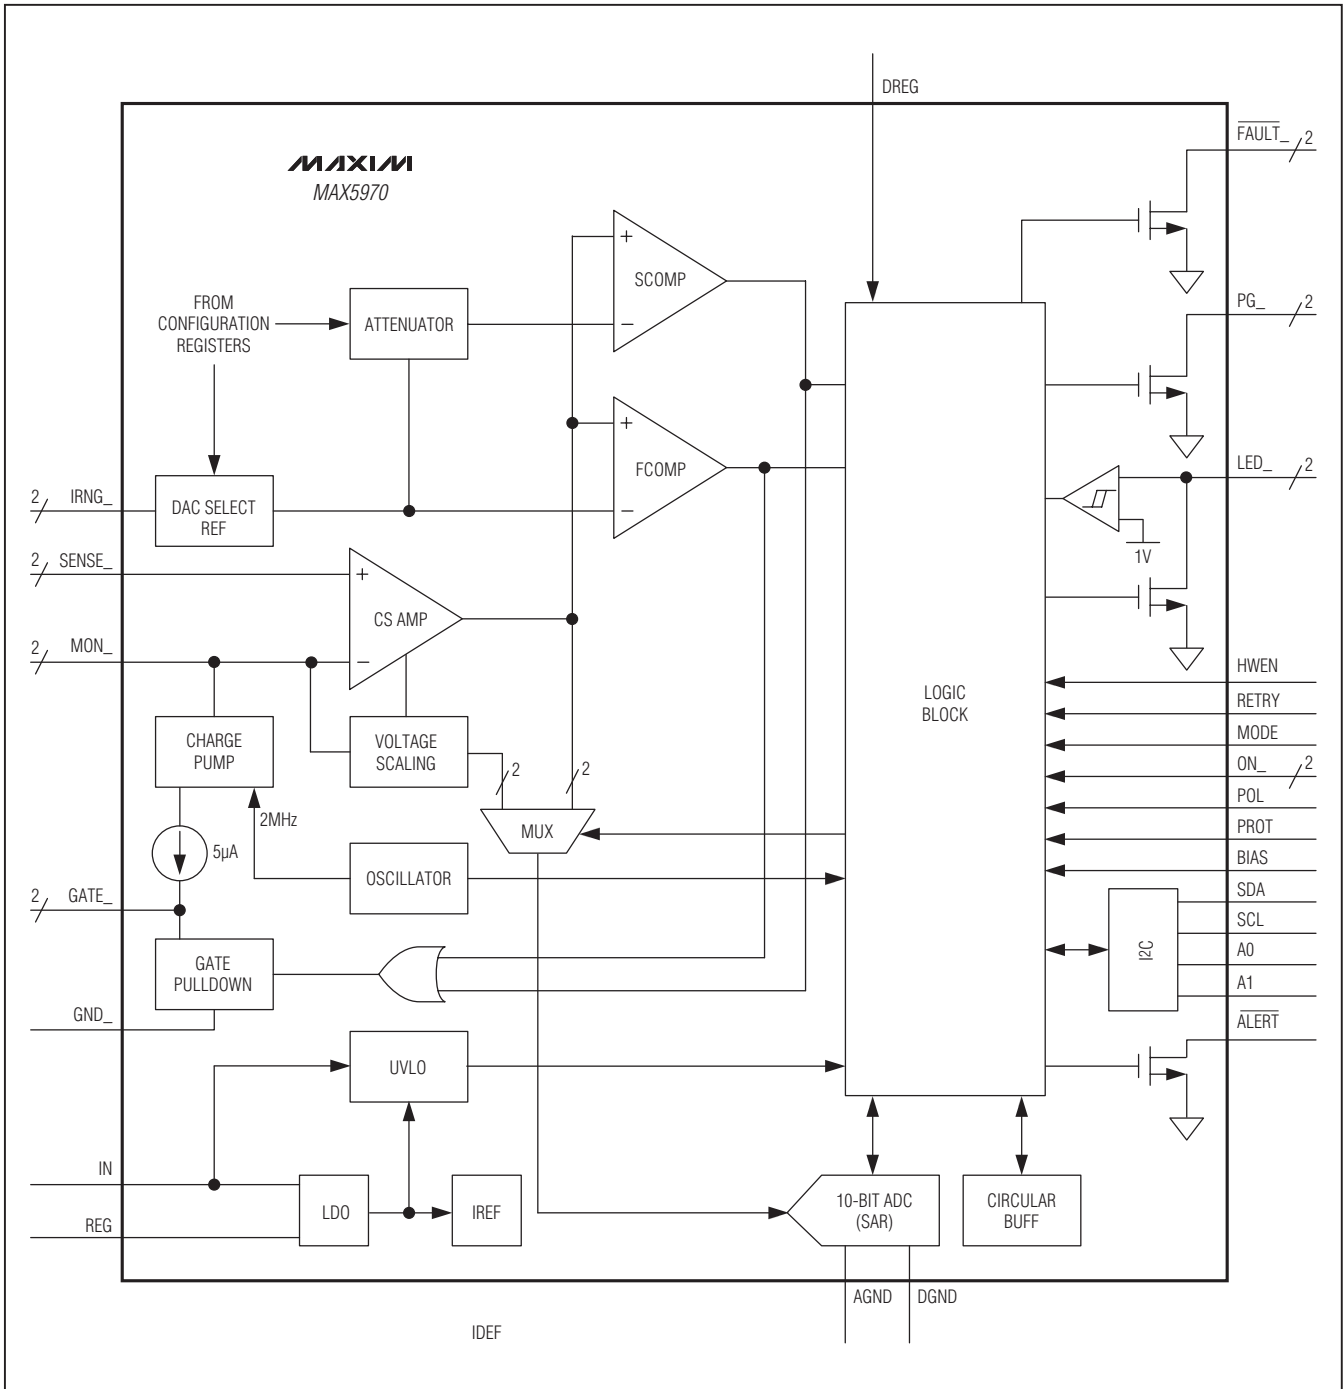 DREG
FAULT_
2
MAXIM
MAX5970
PG_
2
FROM
CONFIGURATION
REGISTERS
ATTENUATOR
+
SCOMP
−
+
FCOMP
−
LED_
2
1V
2
IRNG_
DAC SELECT
REF
2
SENSE_
+
CS AMP
−
2
MON_
LOGIC
BLOCK
HWEN
RETRY
MODE
ON_
2
POL
PROT
BIAS
SDA
SCL
A0
A1
ALERT
I2C
CHARGE
PUMP
VOLTAGE
SCALING
2
2
MUX
2MHz
5µA
OSCILLATOR
2
GATE_
GATE
PULLDOWN
GND_
UVLO
IN
REG
LDO
IREF
10-BIT ADC
(SAR)
CIRCULAR
BUFF
AGND
DGND
IDEF